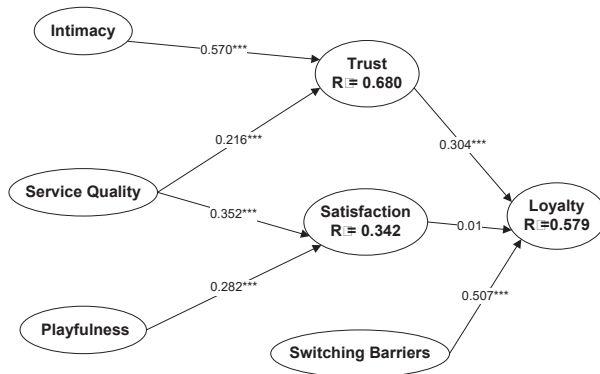 Intimacy
0.570***
Trust
R = 0.680
0.216***
0.304***
Service Quality
0.352***
Satisfaction
R = 0.342
0.01
Loyalty
R =0.579
0.282***
0.507***
Playfulness
Switching Barriers